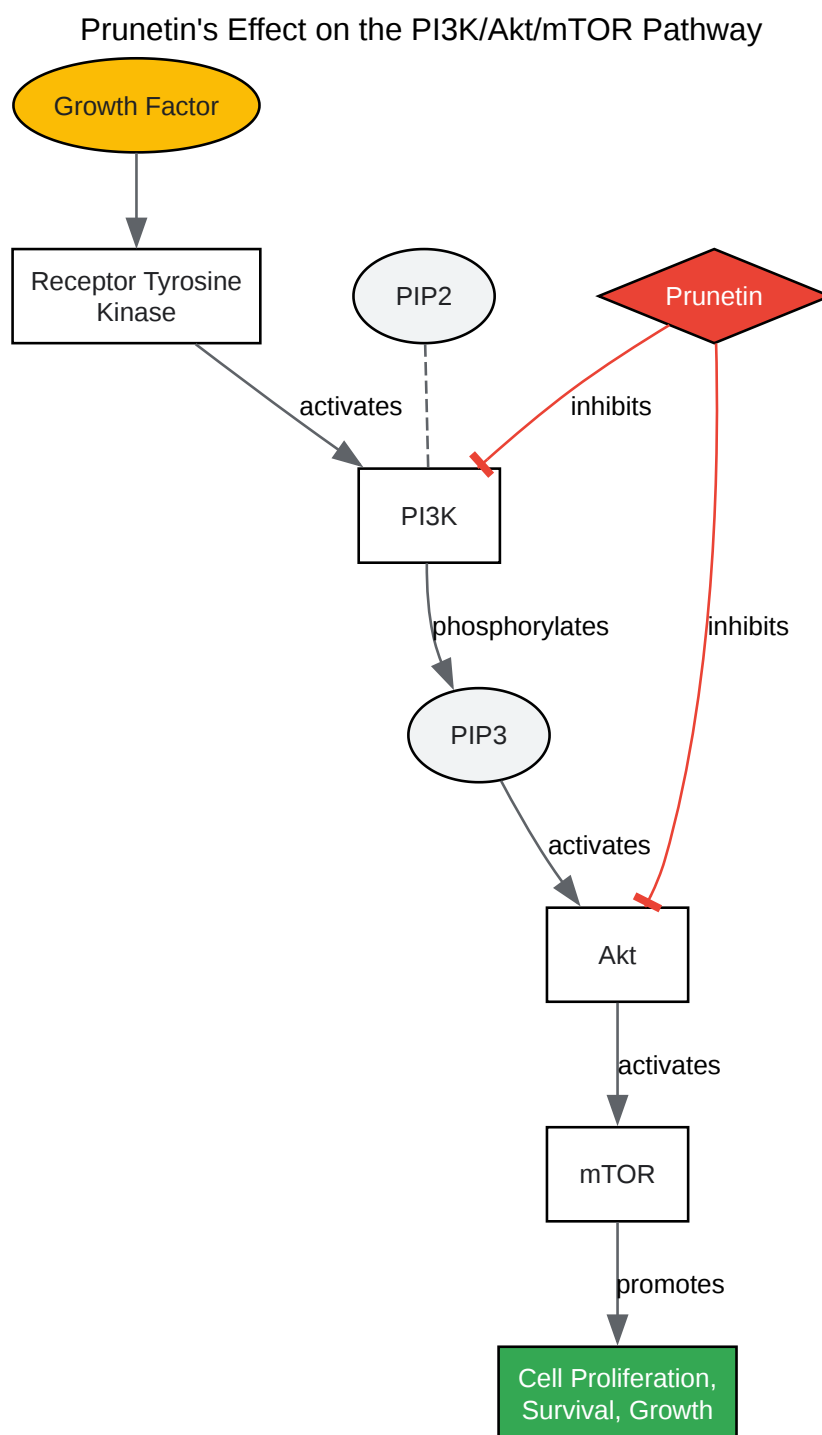 Prunetin's Effect on the PI3K/Akt/mTOR Pathway
Growth Factor
Receptor Tyrosine
Kinase
PIP2
Prunetin
activates
inhibits
PI3K
phosphorylates
inhibits
PIP3
activates
Akt
activates
mTOR
promotes
Cell Proliferation,
Survival, Growth